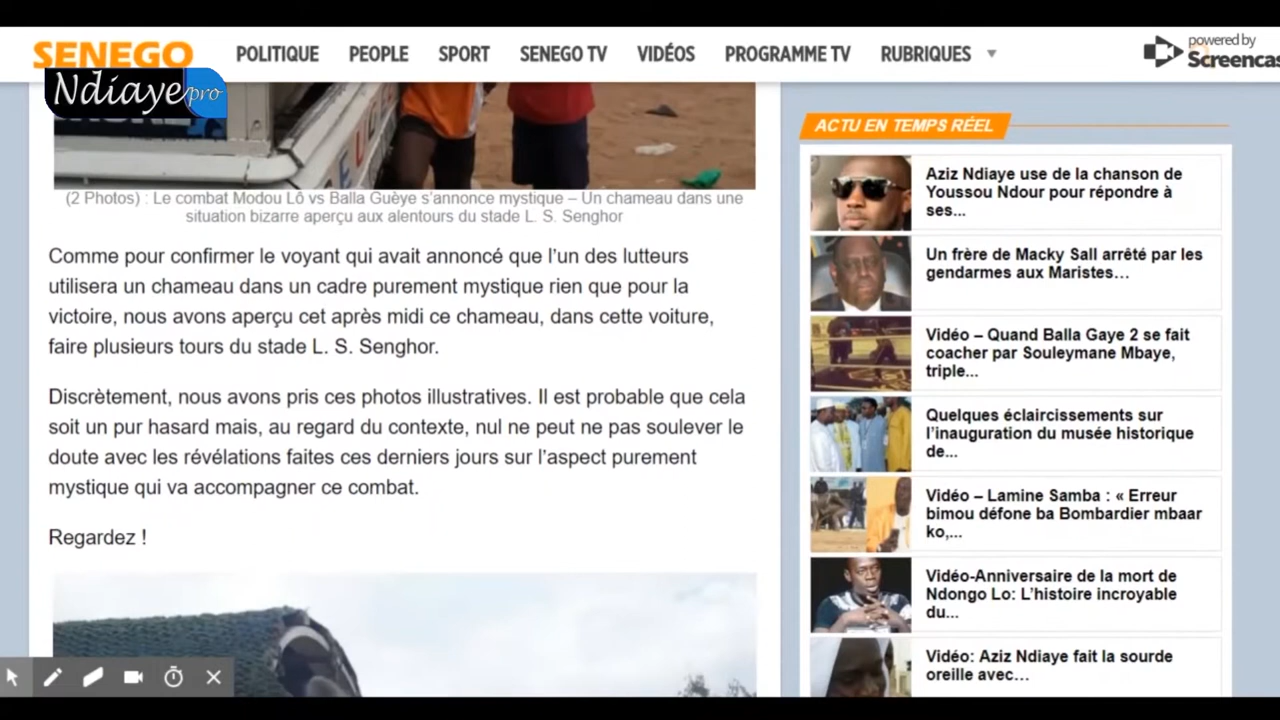 SENEGO
POLITIQUE
PEOPLE
SPORT
SENEGO TV
VIDÉOS
PROGRAMME TV
RUBRIQUES
powered by
Screencas
Ndiaye pro
(2 Photos) : Le combat Modou Lô vs Balla Guèye s'annonce mystique – Un chameau dans une
situation bizarre aperçu aux alentours du stade L. S. Senghor
Comme pour confirmer le voyant qui avait annoncé que l'un des lutteurs
utilisera un chameau dans un cadre purement mystique rien que pour la
victoire, nous avons aperçu cet après midi ce chameau, dans cette voiture,
faire plusieurs tours du stade L. S. Senghor.
Discrètement, nous avons pris ces photos illustratives. Il est probable que cela
soit un pur hasard mais, au regard du contexte, nul ne peut ne pas soulever le
doute avec les révélations faites ces derniers jours sur l'aspect purement
mystique qui va accompagner ce combat.
Regardez !
ACTU EN TEMPS RÉEL
Aziz Ndiaye use de la chanson de
Youssou Ndour pour répondre à
ses...
Un frère de Macky Sall arrêté par les
gendarmes aux Maristes…
Vidéo – Quand Balla Gaye 2 se fait
coacher par Souleymane Mbaye,
triple...
Quelques éclaircissements sur
l'inauguration du musée historique
de...
Vidéo – Lamine Samba : « Erreur
bimou défone ba Bombardier mbaar
ko,...
Vidéo-Anniversaire de la mort de
Ndongo Lo: L'histoire incroyable
du...
Vidéo: Aziz Ndiaye fait la sourde
oreille avec…